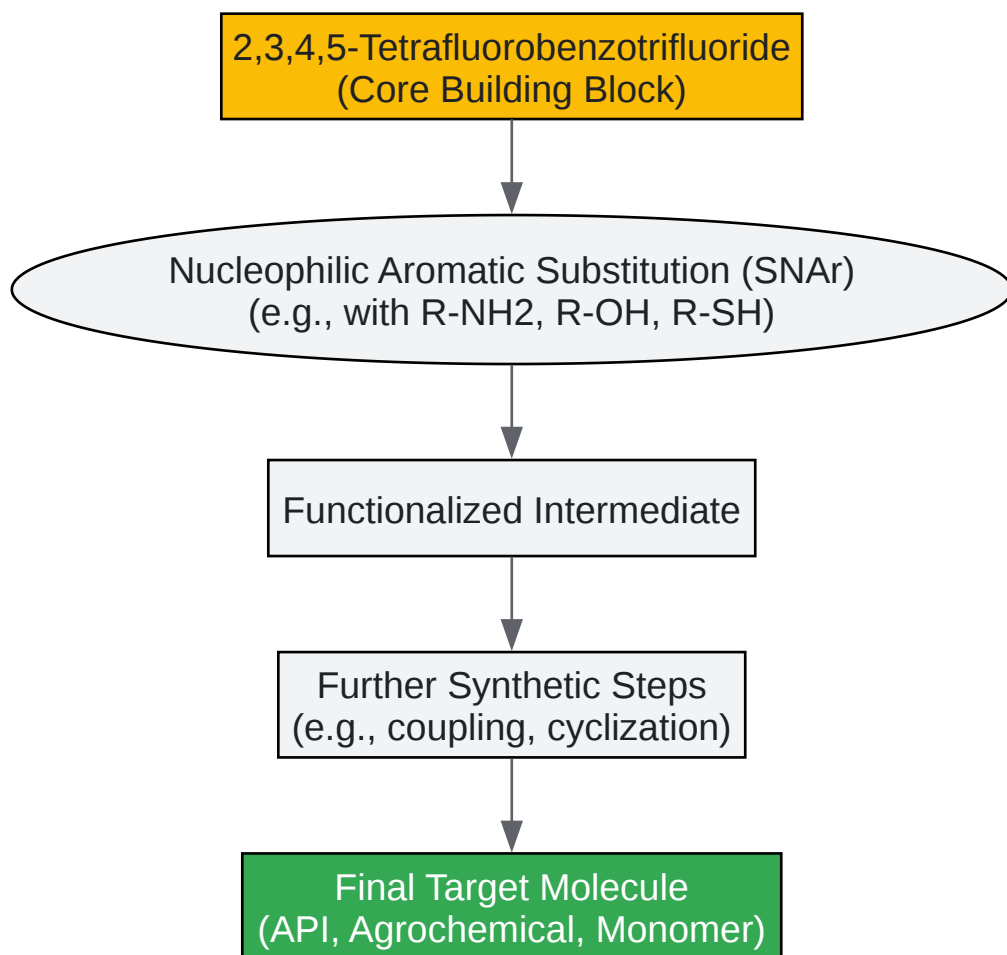 2,3,4,5-Tetrafluorobenzotrifluoride
(Core Building Block)
Nucleophilic Aromatic Substitution (SNAr)
(e.g., with R-NH2, R-OH, R-SH)
Functionalized Intermediate
Further Synthetic Steps
(e.g., coupling, cyclization)
Final Target Molecule
(API, Agrochemical, Monomer)